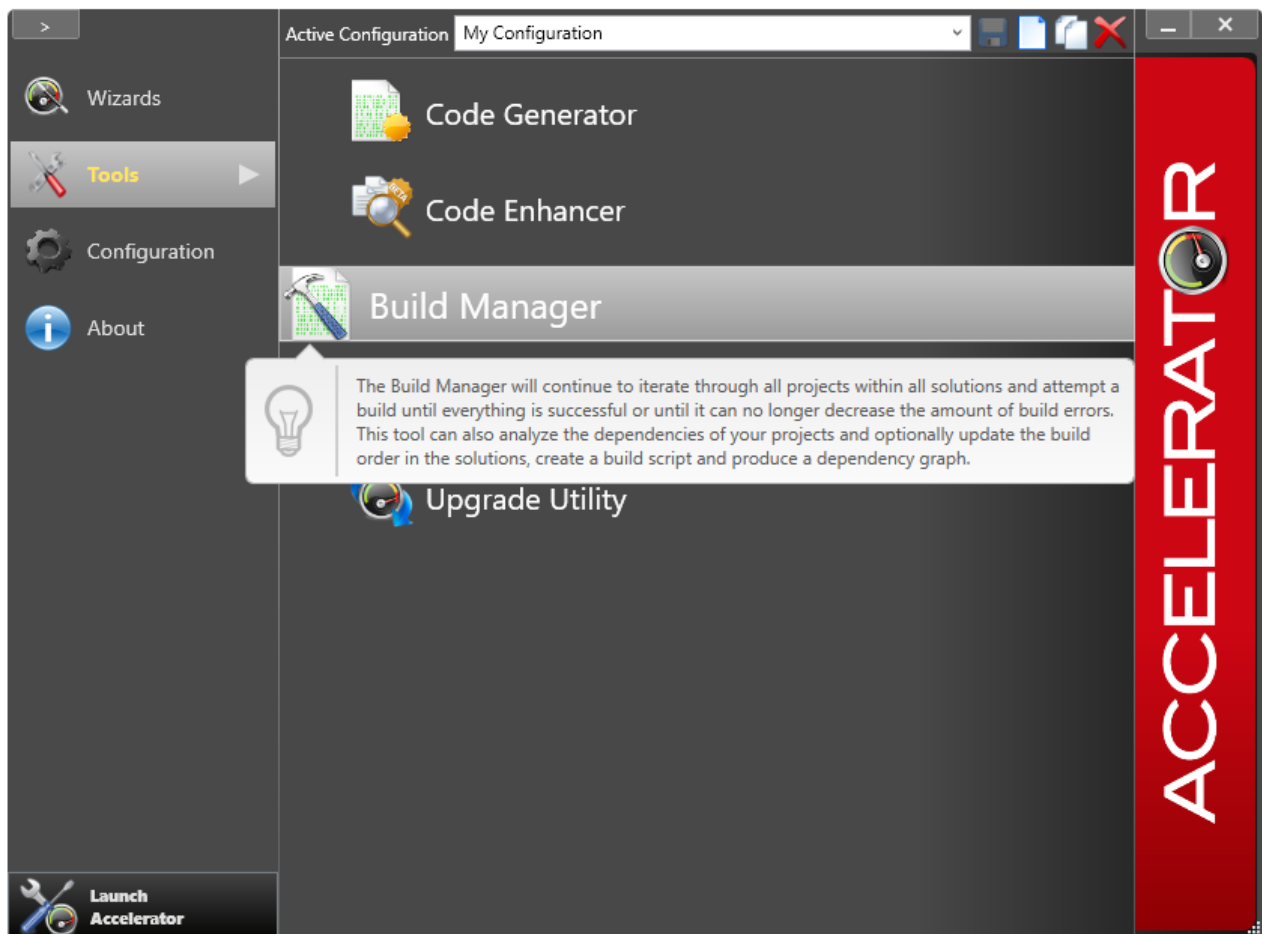 >
Active Configuration My Configuration
Wizards
Tools
Configuration
About
Code Generator
BETA
Code Enhancer
Build Manager
The Build Manager will continue to iterate through all projects within all solutions and attempt a
build until everything is successful or until it can no longer decrease the amount of build errors.
This tool can also analyze the dependencies of your projects and optionally update the build
order in the solutions, create a build script and produce a dependency graph.
Upgrade Utility
Launch
Accelerator
ACCELERATOR